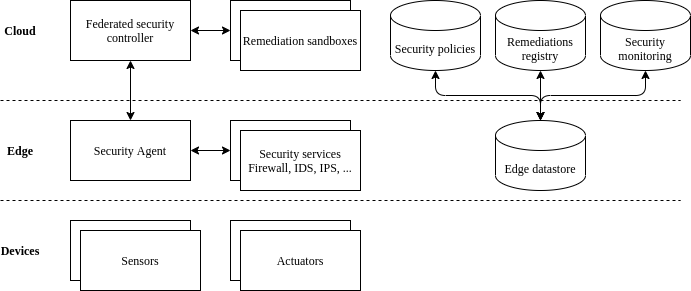 Cloud
Federated security
controller
Remediation sandboxes
Security policies
Remediations
registry
Security
monitoring
Edge
Security Agent
Security services
Firewall, IDS, IPS, ...
Edge datastore
Devices
Sensors
Actuators